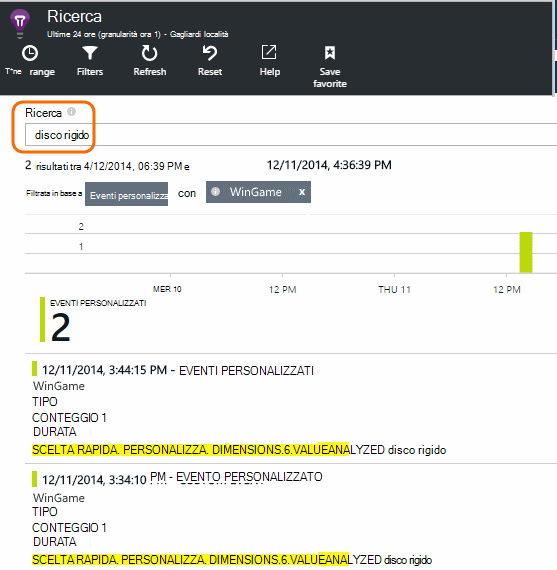 Ricerca
Ultime 24 ore (granularità ora 1) - Gagliardi località
T°ne range Filters Refresh Reset Help Save favorite
Ricerca
disco rigido
2 risultati tra 4/12/2014, 06:39 PM e 12/11/2014, 4:36:39 PM
Filtrata in base a Eventi personalizza con WinGame x
2
1
MER 10 12 PM THU 11 12 PM
EVENTI PERSONALIZZATI
2
12/11/2014, 3:44:15 PM - EVENTI PERSONALIZZATI
WinGame
TIPO
CONTEGGIO 1
DURATA
SCELTA RAPIDA. PERSONALIZZA. DIMENSIONS.6.VALUEANALYZED disco rigido
12/11/2014, 3:34:10 PM - EVENTO PERSONALIZZATO
WinGame
TIPO
CONTEGGIO 1
DURATA
SCELTA RAPIDA. PERSONALIZZA. DIMENSIONS.6.VALUEANALYZED disco rigido